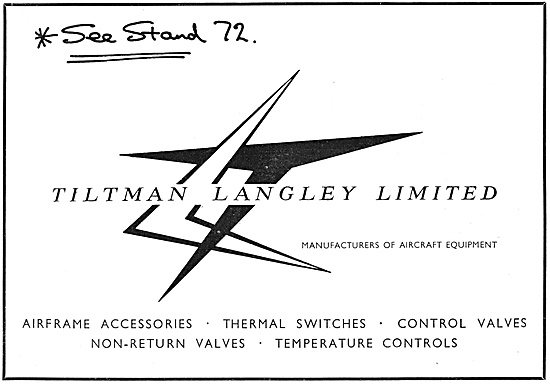 * See Stand 72.
TILTMAN LANGLEY LIMITED
MANUFACTURERS OF AIRCRAFT EQUIPMENT
AIRFRAME ACCESSORIES · THERMAL SWITCHES · CONTROL VALVES
NON-RETURN VALVES · TEMPERATURE CONTROLS